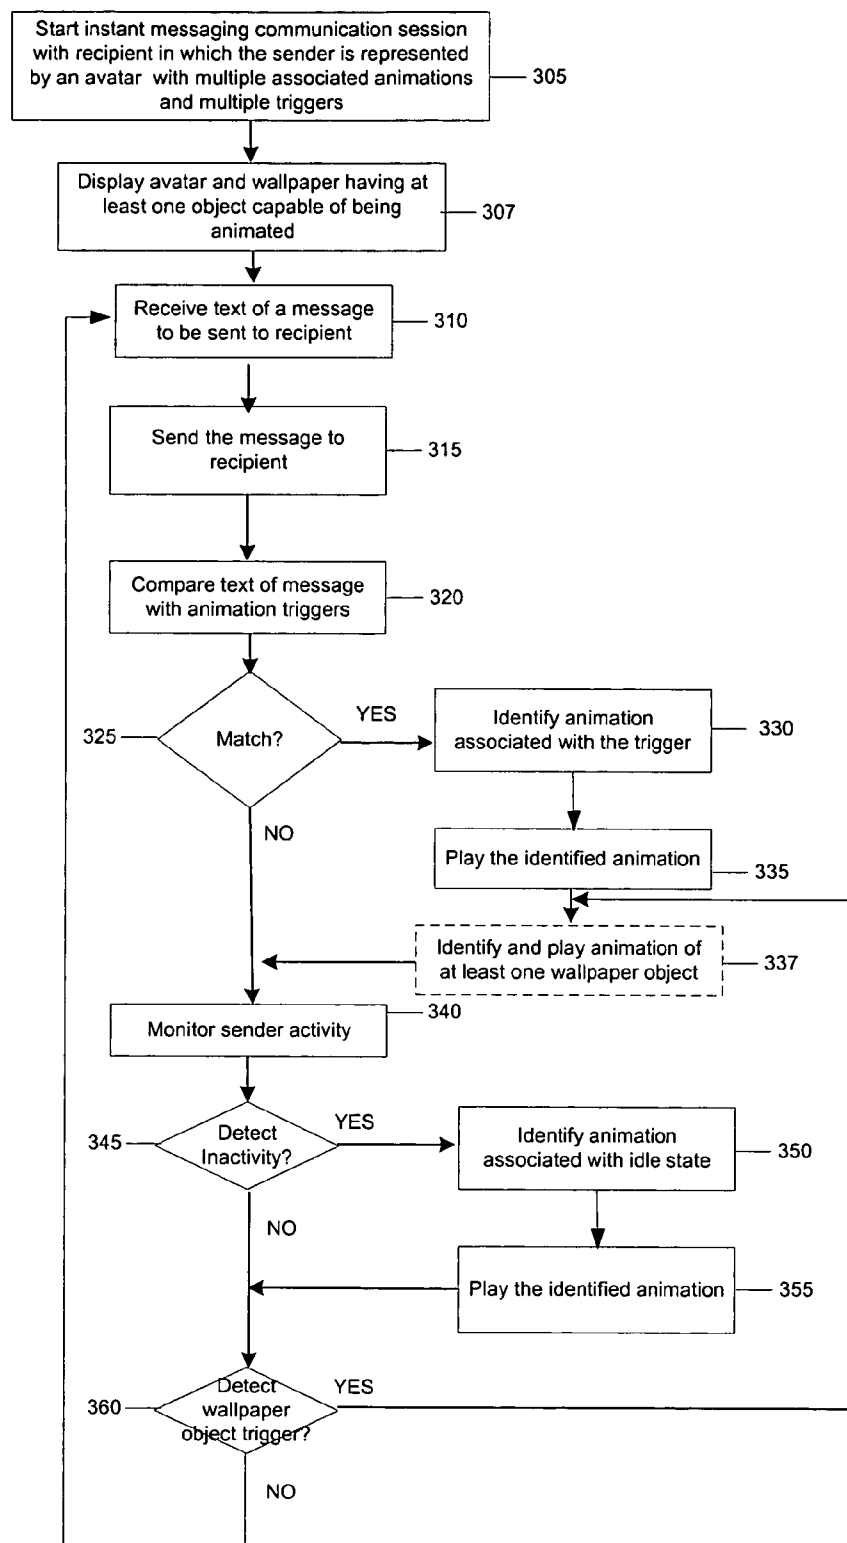 Start instant messaging communication session
with recipient in which the sender is represented
by an avatar with multiple associated animations
and multiple triggers
305
Display avatar and wallpaper having at
least one object capable of being
animated
307
Receive text of a message
to be sent to recipient
310
Send the message to
recipient
315
Compare text of message
with animation triggers
320
325
Match?
YES
Identify animation
associated with the trigger
330
NO
Play the identified animation
335
Identify and play animation of
at least one wallpaper object
337
Monitor sender activity
340
345
Detect
Inactivity?
YES
Identify animation
associated with idle state
350
NO
Play the identified animation
355
360
Detect
wallpaper
object trigger?
YES
NO